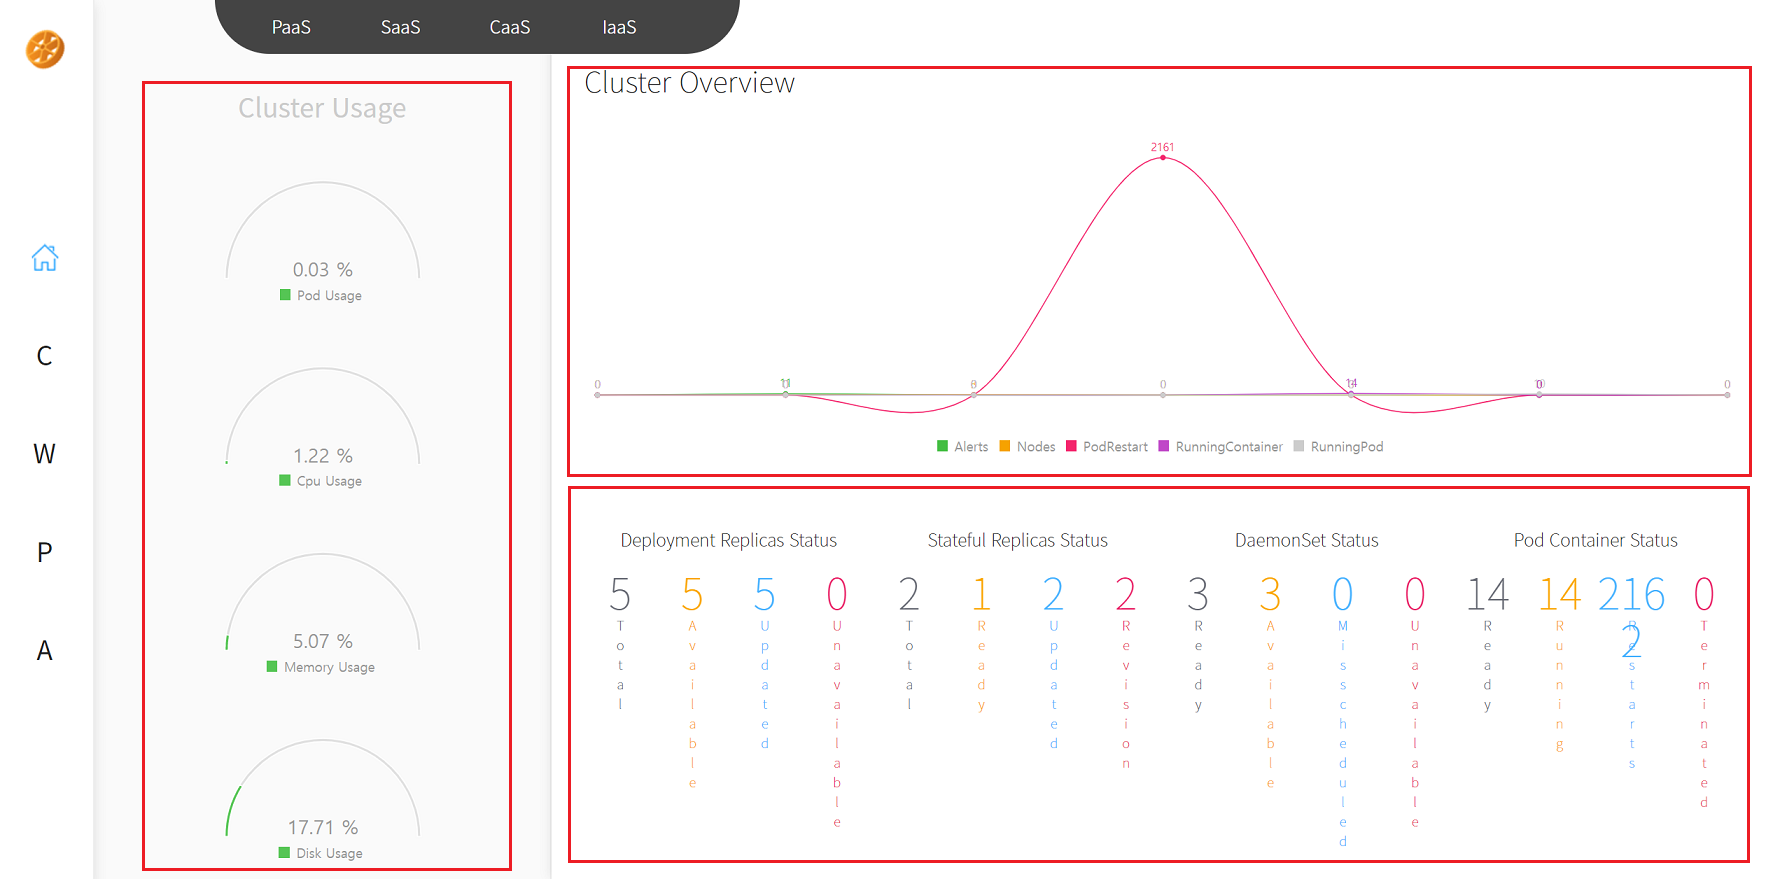 PaaS SaaS CaaS IaaS
C
W
P
A
Cluster Usage
0.03 %
Pod Usage
1.22 %
Cpu Usage
5.07 %
Memory Usage
17.71 %
Disk Usage
Cluster Overview
2161
0 11 0 14 0 0
Alerts Nodes PodRestart RunningContainer RunningPod
Deployment Replicas Status
5 Total
5 Available
5 Updated
0 Unavailable
Stateful Replicas Status
2 Total
1 Ready
2 Updated
2 Revision
DaemonSet Status
3 Ready
3 Available
0 Misscheduled
0 Unavailable
Pod Container Status
14 Ready
14 Running
2162 Restarts
0 Terminated